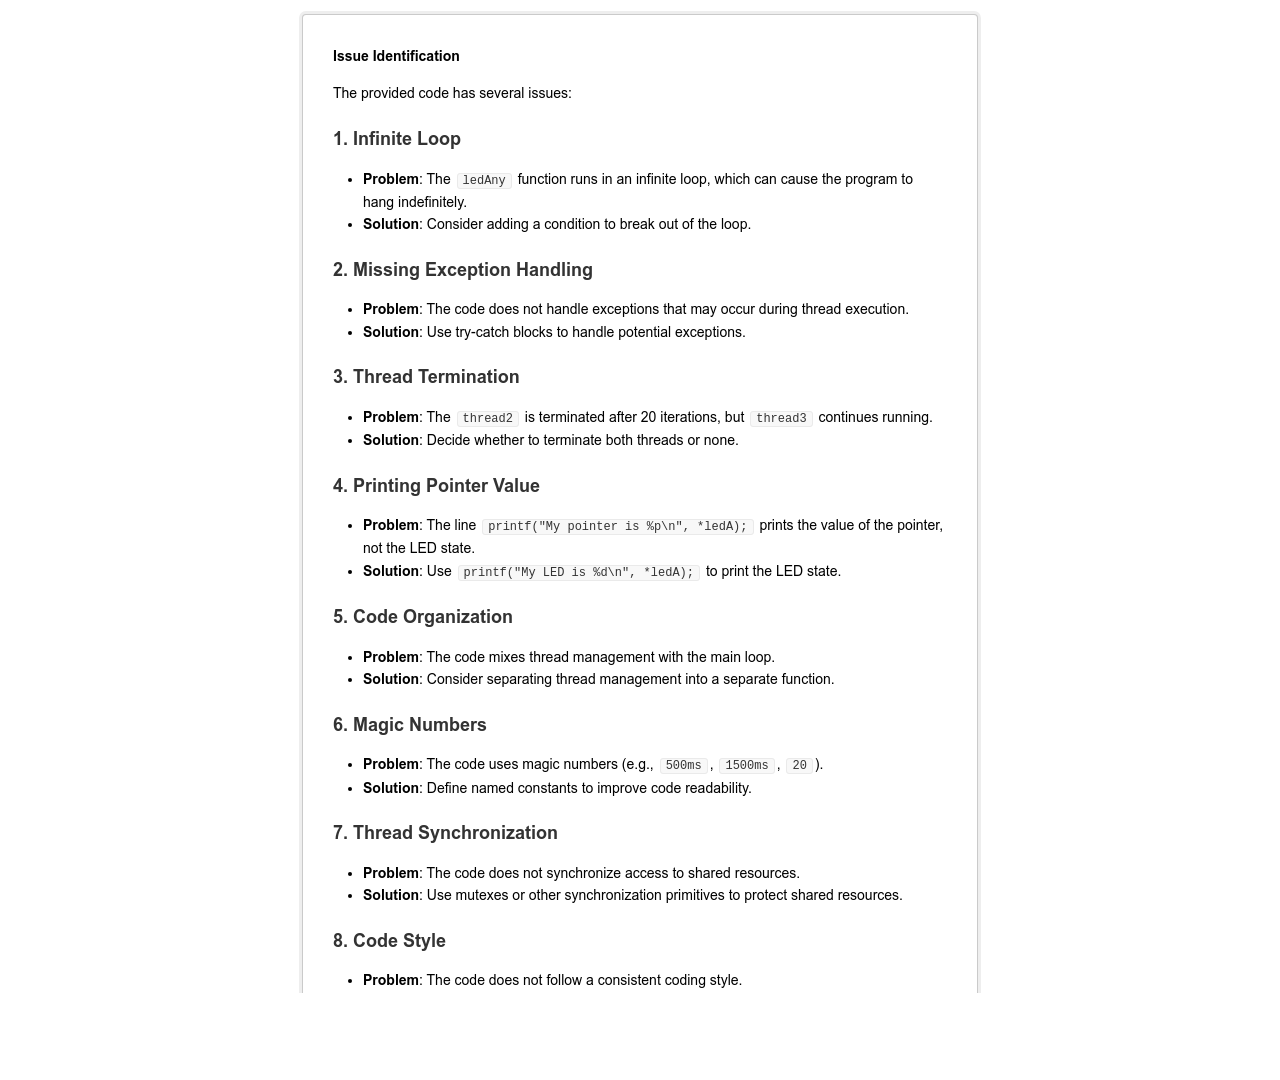 Issue Identification
The provided code has several issues:
1. Infinite Loop
• Problem: The ledAny function runs in an infinite loop, which can cause the program to
hang indefinitely.
• Solution: Consider adding a condition to break out of the loop.
2. Missing Exception Handling
• Problem: The code does not handle exceptions that may occur during thread execution.
• Solution: Use try-catch blocks to handle potential exceptions.
3. Thread Termination
• Problem: The thread2 is terminated after 20 iterations, but thread3 continues running.
• Solution: Decide whether to terminate both threads or none.
4. Printing Pointer Value
• Problem: The line printf("My pointer is %p\n", *ledA); prints the value of the pointer,
not the LED state.
• Solution: Use printf("My LED is %d\n", *ledA); to print the LED state.
5. Code Organization
• Problem: The code mixes thread management with the main loop.
• Solution: Consider separating thread management into a separate function.
6. Magic Numbers
• Problem: The code uses magic numbers (e.g., 500ms, 1500ms, 20).
• Solution: Define named constants to improve code readability.
7. Thread Synchronization
• Problem: The code does not synchronize access to shared resources.
• Solution: Use mutexes or other synchronization primitives to protect shared resources.
8. Code Style
• Problem: The code does not follow a consistent coding style.